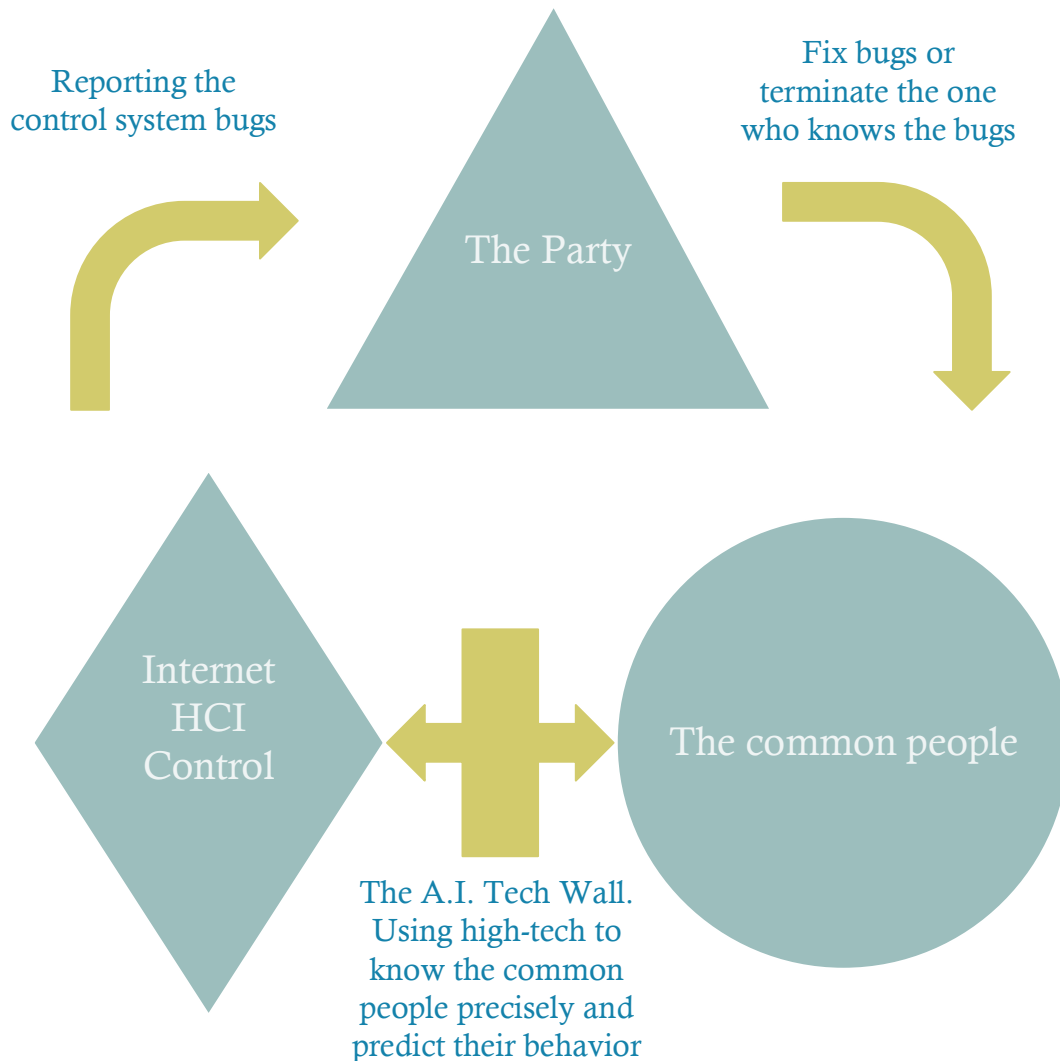 Reporting the
control system bugs
Fix bugs or
terminate the one
who knows the bugs
The Party
Internet
HCI
Control
The common people
The A.I. Tech Wall.
Using high-tech to
know the common
people precisely and
predict their behavior